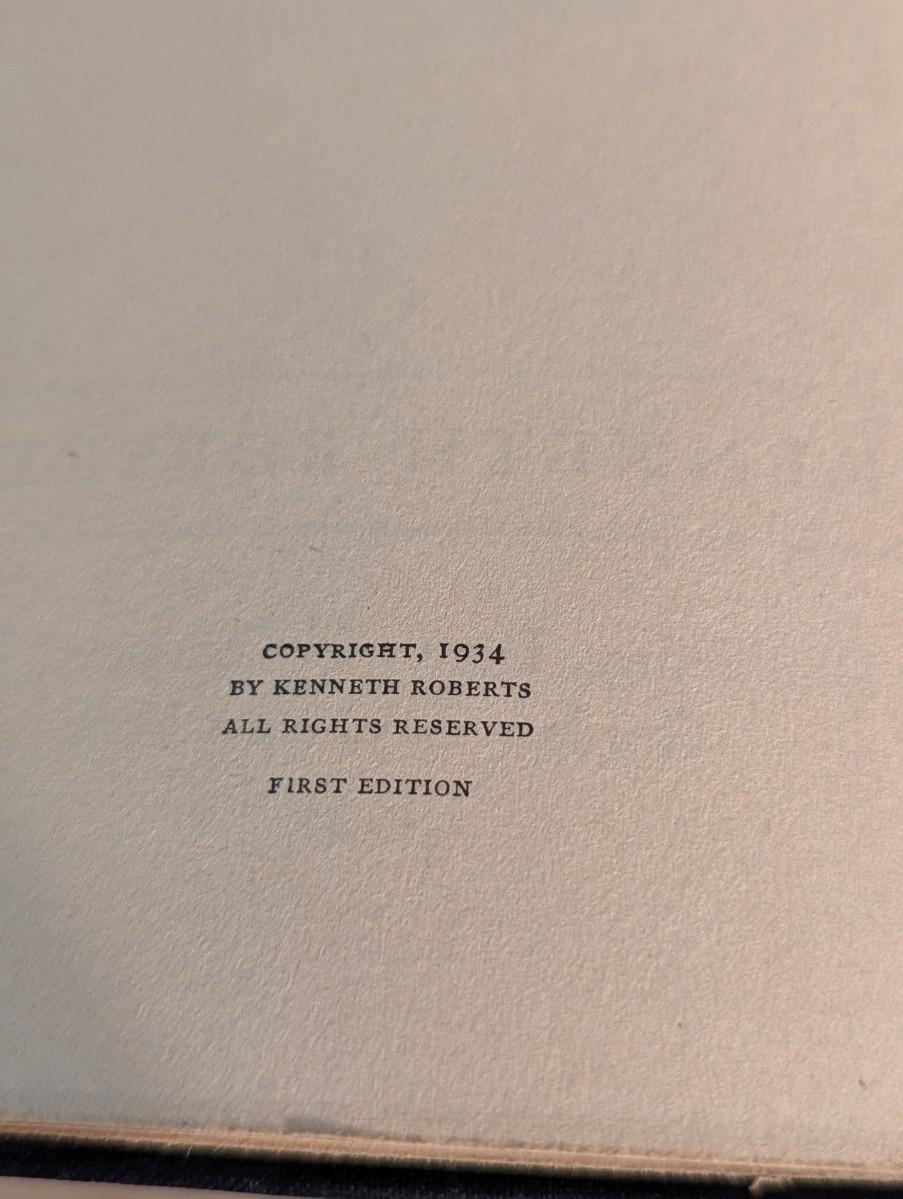 COPYRIGHT, 1934
BY KENNETH ROBERTS
ALL RIGHTS RESERVED
FIRST EDITION